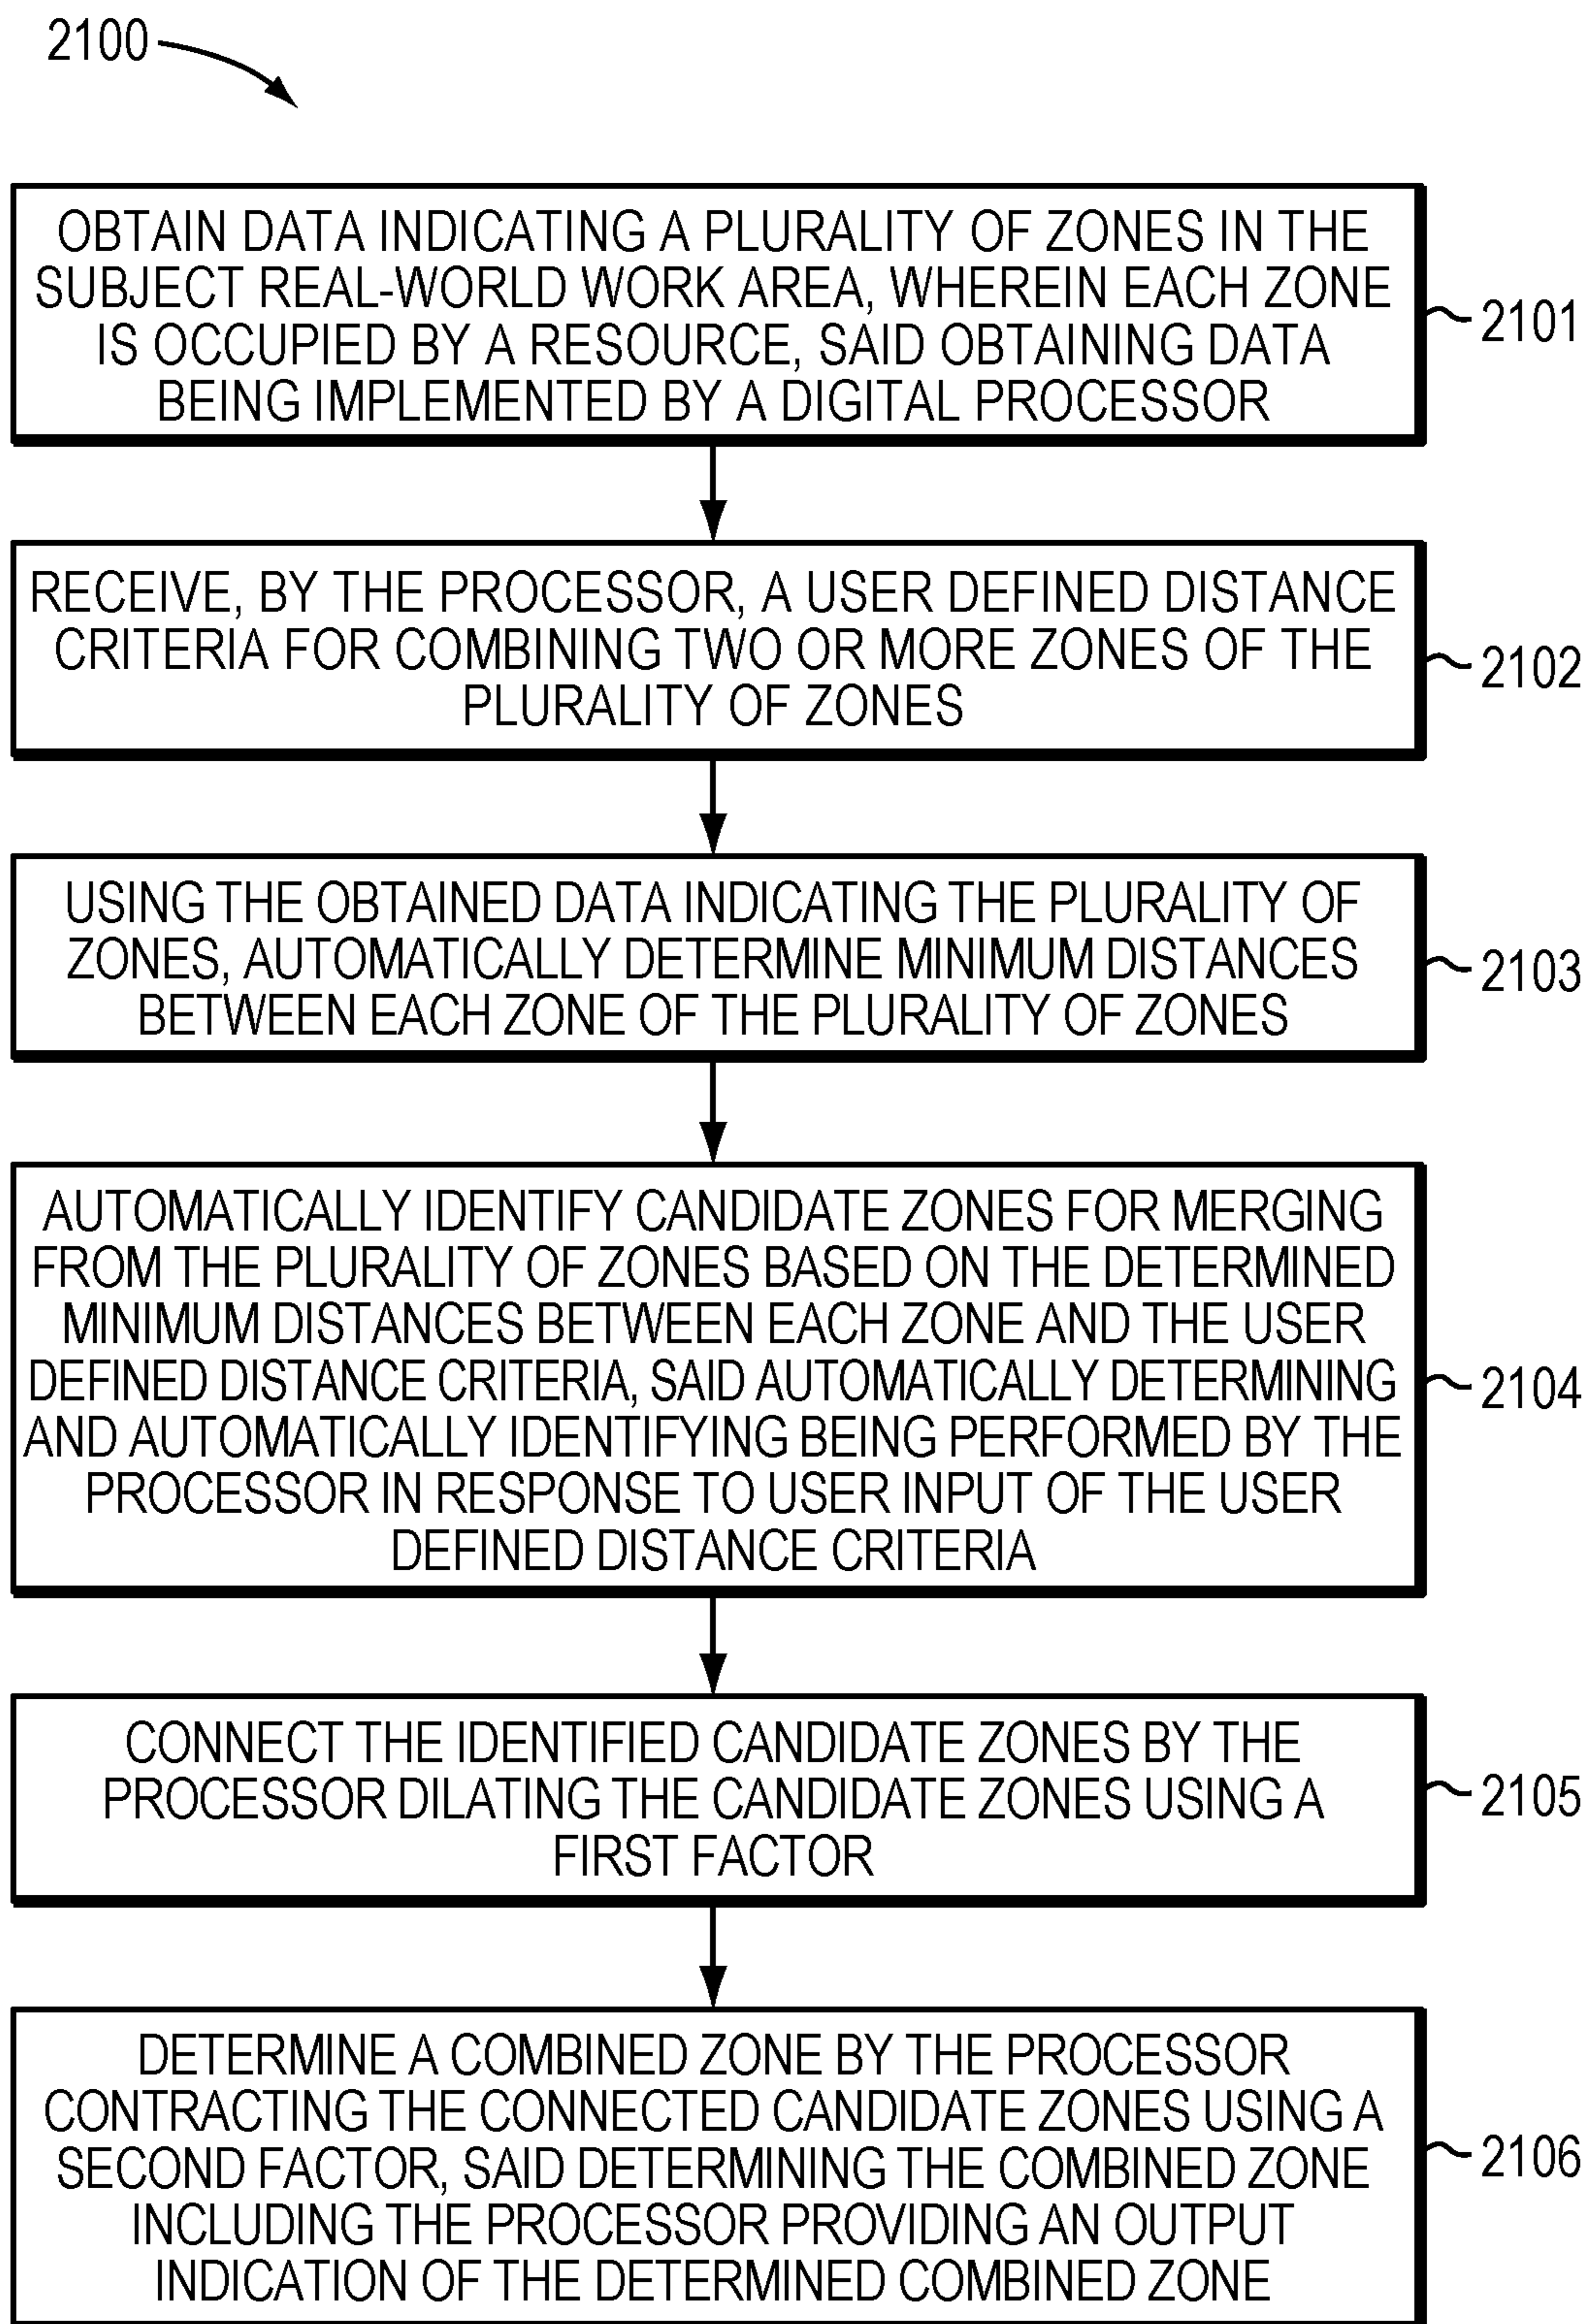 2100
OBTAIN DATA INDICATING A PLURALITY OF ZONES IN THE
SUBJECT REAL-WORLD WORK AREA, WHEREIN EACH ZONE
IS OCCUPIED BY A RESOURCE, SAID OBTAINING DATA
BEING IMPLEMENTED BY A DIGITAL PROCESSOR
2101
RECEIVE, BY THE PROCESSOR, A USER DEFINED DISTANCE
CRITERIA FOR COMBINING TWO OR MORE ZONES OF THE
PLURALITY OF ZONES
2102
USING THE OBTAINED DATA INDICATING THE PLURALITY OF
ZONES, AUTOMATICALLY DETERMINE MINIMUM DISTANCES
BETWEEN EACH ZONE OF THE PLURALITY OF ZONES
2103
AUTOMATICALLY IDENTIFY CANDIDATE ZONES FOR MERGING
FROM THE PLURALITY OF ZONES BASED ON THE DETERMINED
MINIMUM DISTANCES BETWEEN EACH ZONE AND THE USER
DEFINED DISTANCE CRITERIA, SAID AUTOMATICALLY DETERMINING
AND AUTOMATICALLY IDENTIFYING BEING PERFORMED BY THE
PROCESSOR IN RESPONSE TO USER INPUT OF THE USER
DEFINED DISTANCE CRITERIA
2104
CONNECT THE IDENTIFIED CANDIDATE ZONES BY THE
PROCESSOR DILATING THE CANDIDATE ZONES USING A
FIRST FACTOR
2105
DETERMINE A COMBINED ZONE BY THE PROCESSOR
CONTRACTING THE CONNECTED CANDIDATE ZONES USING A
SECOND FACTOR, SAID DETERMINING THE COMBINED ZONE
INCLUDING THE PROCESSOR PROVIDING AN OUTPUT
INDICATION OF THE DETERMINED COMBINED ZONE
2106